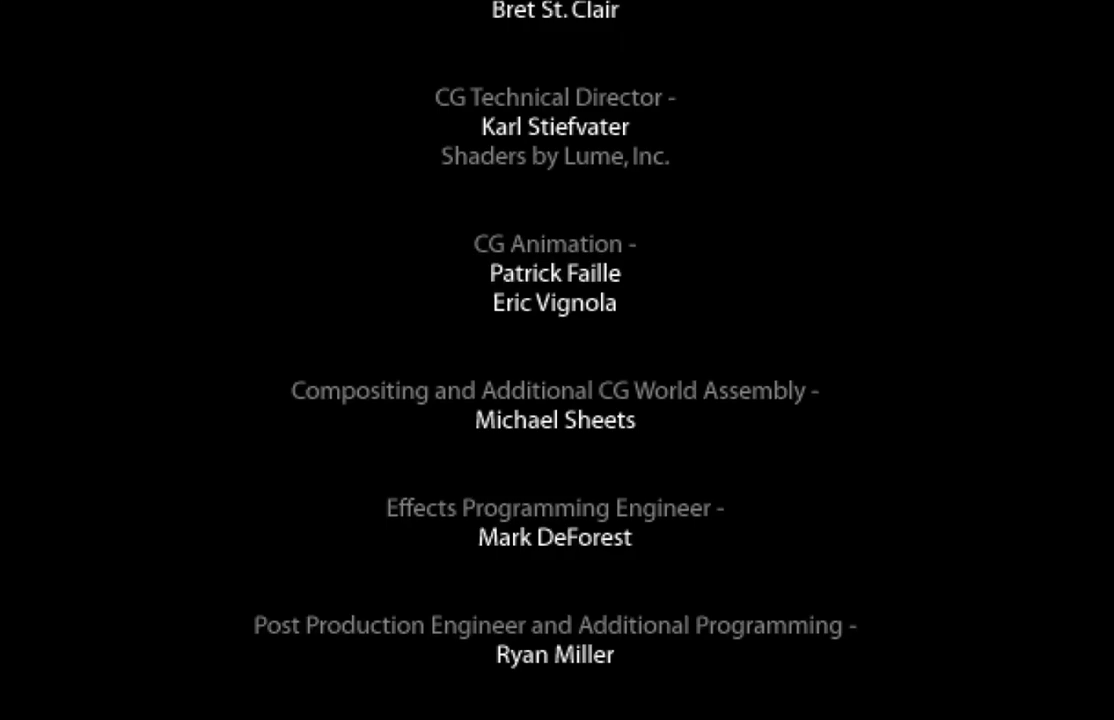 Bret St. Clair
CG Technical Director -
Karl Stiefvater
Shaders by Lume, Inc.
CG Animation -
Patrick Faille
Eric Vignola
Compositing and Additional CG World Assembly -
Michael Sheets
Effects Programming Engineer -
Mark DeForest
Post Production Engineer and Additional Programming -
Ryan Miller